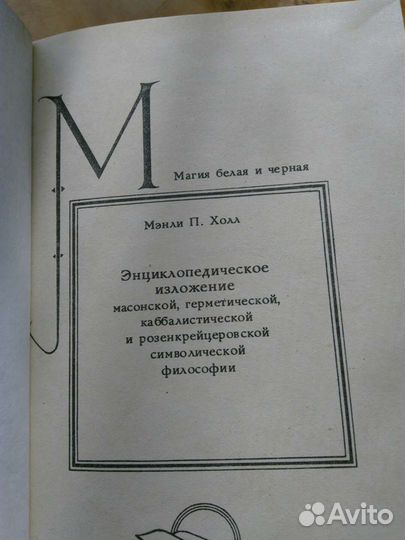 М
Магия белая и черная
Мэнли П. Холл
Энциклопедическое
изложение
масонской, герметической,
каббалистической
и розенкрейцеровской
символической
философии
Avito